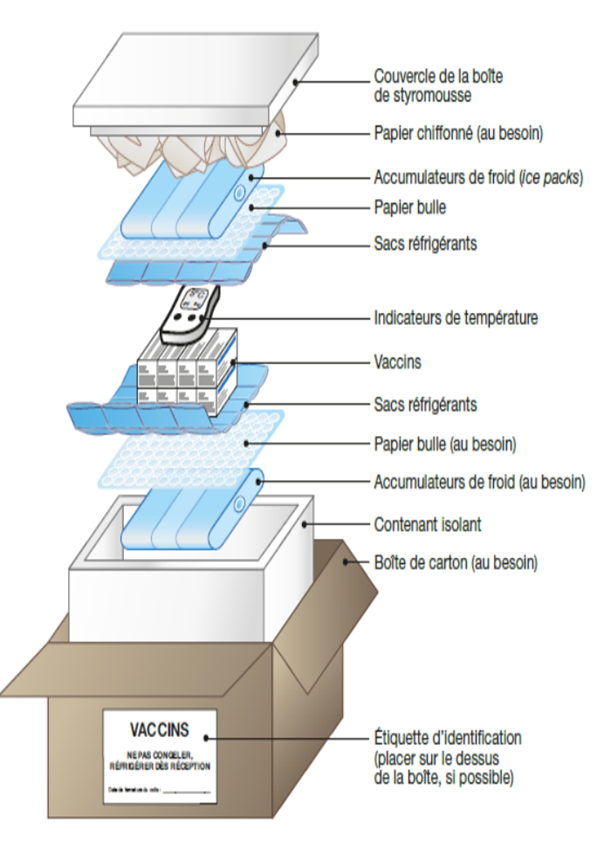 Couvercle de la boîte
de styromousse
Papier chiffonné (au besoin)
Accumulateurs de froid (ice packs)
Papier bulle
Sacs réfrigérants
Indicateurs de température
Vaccins
Sacs réfrigérants
Papier bulle (au besoin)
Accumulateurs de froid (au besoin)
Contenant isolant
Boîte de carton (au besoin)
Étiquette d'identification
(placer sur le dessus
de la boîte, si possible)
VACCINS
NE PAS CONGELER,
RÉFRIGÉRER DÈS RÉCEPTION